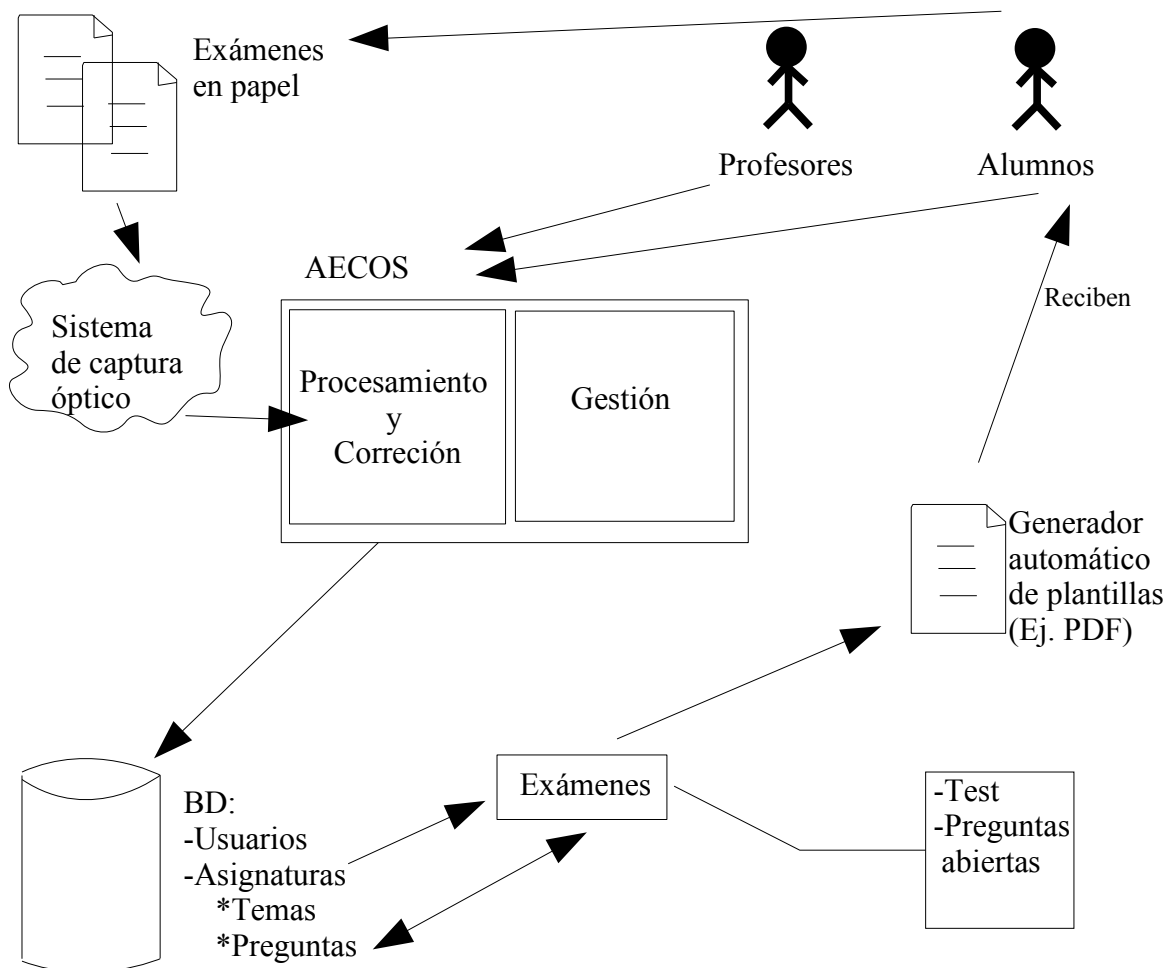 Exámenes
en papel
Profesores
Alumnos
AECOS
Reciben
Sistema
de captura
óptico
Procesamiento
y
Correción
Gestión
Generador
automático
de plantillas
(Ej. PDF)
Exámenes
BD:
-Usuarios
-Asignaturas
*Temas
*Preguntas
-Test
-Preguntas
abiertas